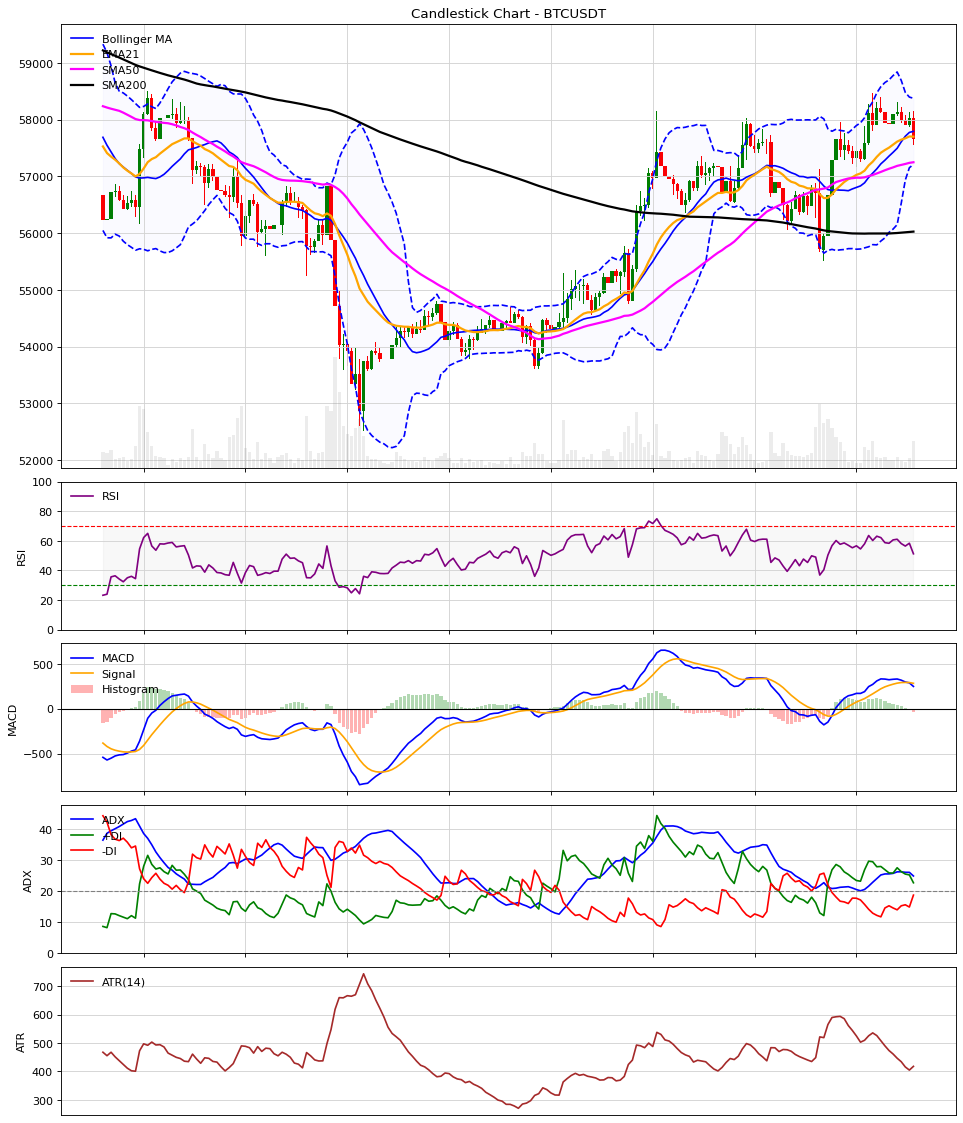 Candlestick Chart - BTCUSDT
Bollinger MA
EMA21
SMA50
SMA200
59000
58000
57000
56000
55000
54000
53000
52000
RSI
100
80
60
40
20
0
RSI
MACD
Signal
Histogram
500
0
−500
MACD
ADX
+DI
-DI
40
30
20
10
0
ADX
ATR(14)
700
600
500
400
300
ATR